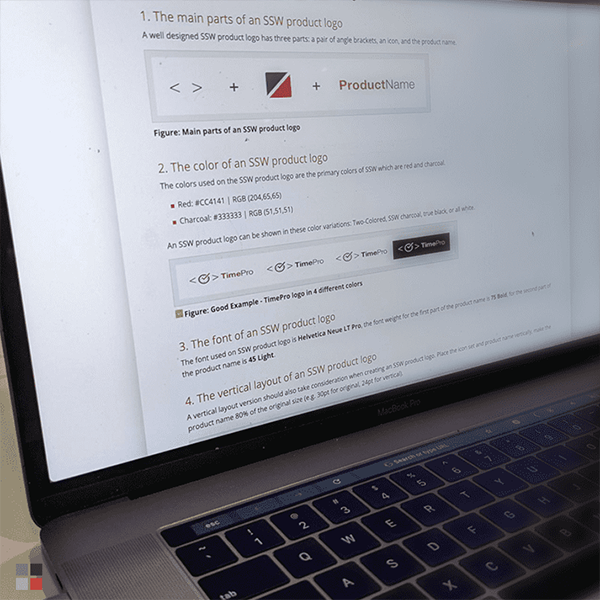 1. The main parts of an SSW product logo
A well designed SSW product logo has three parts: a pair of angle brackets, an icon, and the product name.
< > + + ProductName
Figure: Main parts of an SSW product logo
2. The color of an SSW product logo
The colors used on the SSW product logo are the primary colors of SSW which are red and charcoal.
Red: #CC4141 | RGB (204,65,65)
Charcoal: #333333 | RGB (51,51,51)
An SSW product logo can be shown in these color variations: Two-Colored, SSW charcoal, true black, or all white.
< > TimePro < > TimePro < > TimePro < > TimePro
Figure: Good Example - TimePro logo in 4 different colors
3. The font of an SSW product logo
The font used on SSW product logo is Helvetica Neue LT Pro, the font weight for the first part of the product name is 75 Bold, for the second part of
the product name is 45 Light.
4. The vertical layout of an SSW product logo
A vertical layout version should also take consideration when creating an SSW product logo. Place the icon set and product name vertically, make the
product name 80% of the original size (e.g. 30pt for original, 24pt for vertical).
MacBook Pro
esc Search or type URL
~ ! 1 @ 2 # 3 $ 4 % 5 ^ 6 & 7
tab Q W E R T Y U
A S D F G H
X C V B